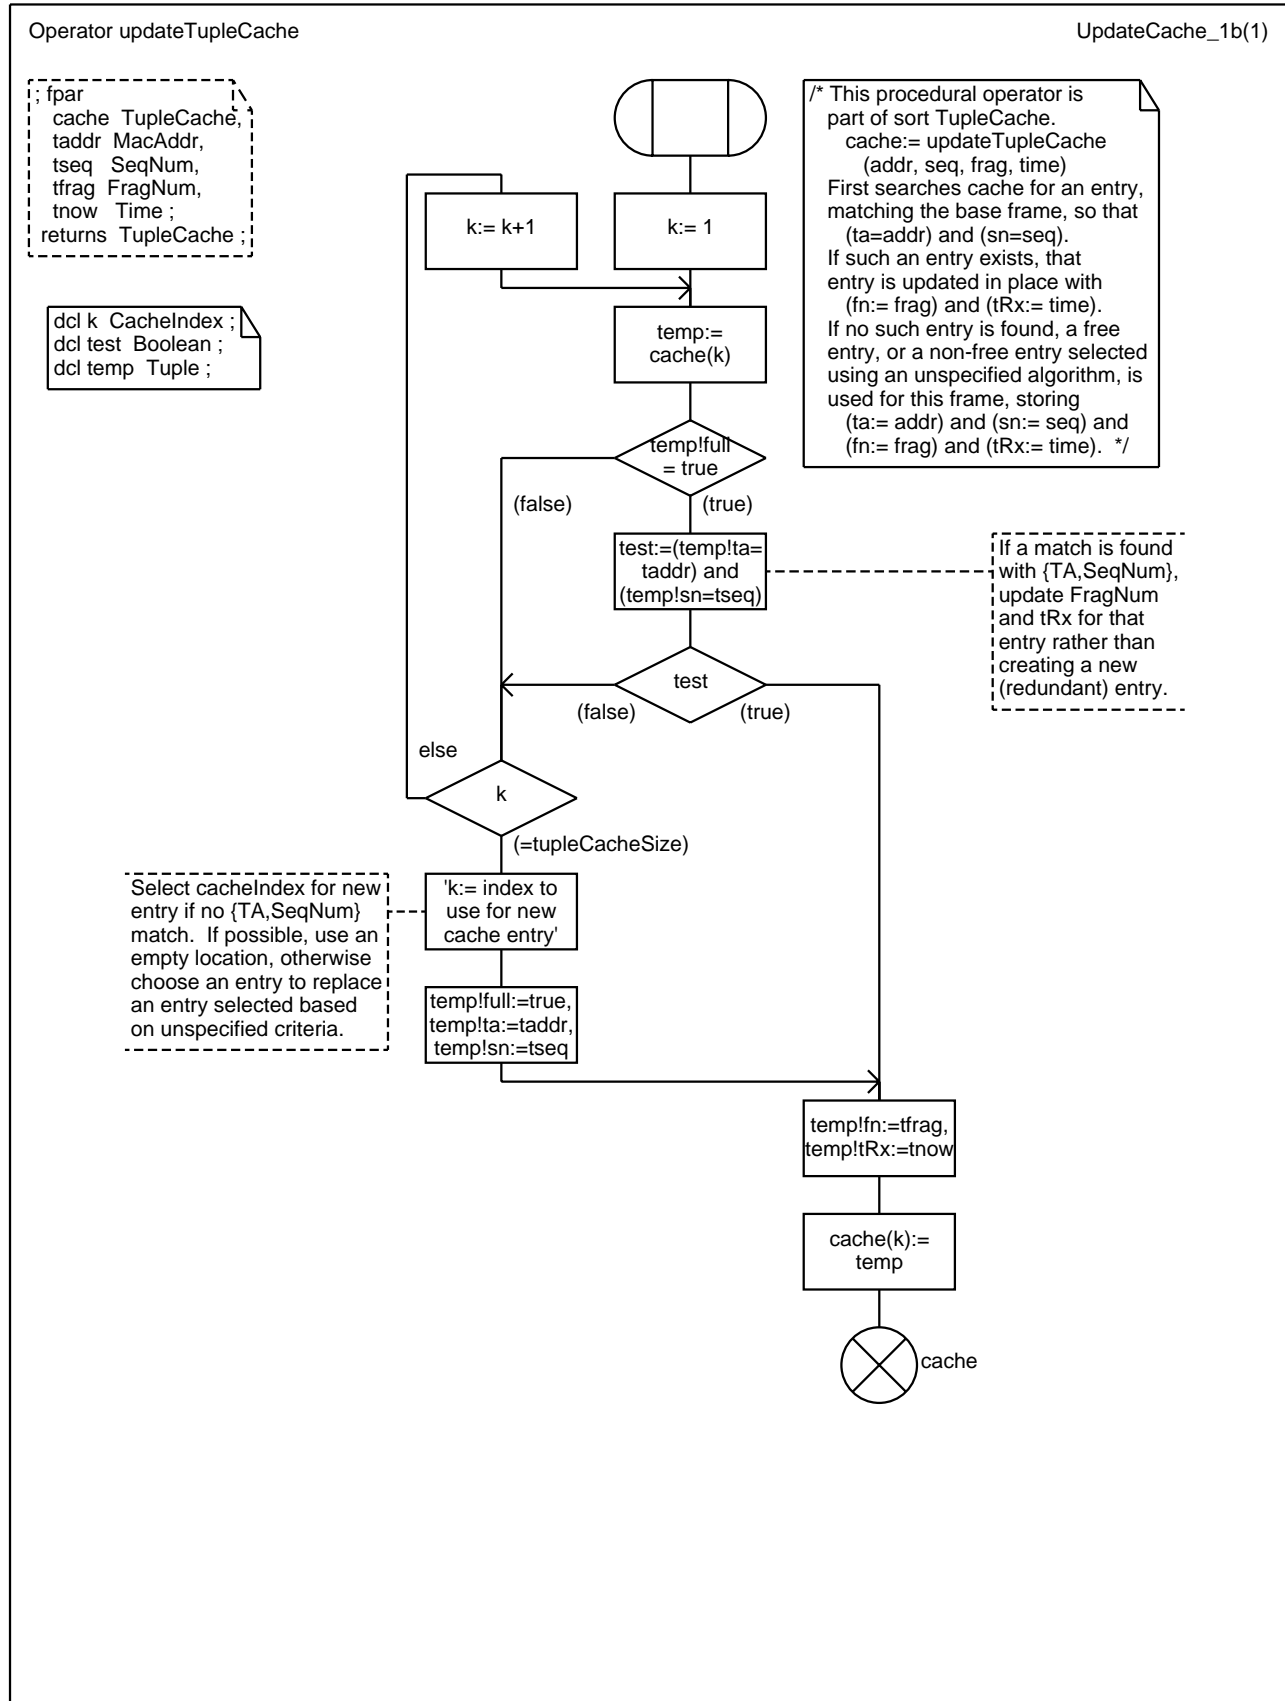 Operator updateTupleCache
UpdateCache_1b(1)
; fpar
cache TupleCache,
taddr MacAddr,
tseq SeqNum,
tfrag FragNum,
tnow Time ;
returns TupleCache ;
dcl k CacheIndex ;
dcl test Boolean ;
dcl temp Tuple ;
/* This procedural operator is
part of sort TupleCache.
cache:= updateTupleCache
(addr, seq, frag, time)
First searches cache for an entry,
matching the base frame, so that
(ta=addr) and (sn=seq).
If such an entry exists, that
entry is updated in place with
(fn:= frag) and (tRx:= time).
If no such entry is found, a free
entry, or a non-free entry selected
using an unspecified algorithm, is
used for this frame, storing
(ta:= addr) and (sn:= seq) and
(fn:= frag) and (tRx:= time). */
k:= k+1
k:= 1
temp:=
cache(k)
temp!full
= true
(false)
(true)
test:=(temp!ta=
taddr) and
(temp!sn=tseq)
If a match is found
with {TA,SeqNum},
update FragNum
and tRx for that
entry rather than
creating a new
(redundant) entry.
test
(false)
(true)
else
k
(=tupleCacheSize)
Select cacheIndex for new
entry if no {TA,SeqNum}
match. If possible, use an
empty location, otherwise
choose an entry to replace
an entry selected based
on unspecified criteria.
'k:= index to
use for new
cache entry'
temp!full:=true,
temp!ta:=taddr,
temp!sn:=tseq
temp!fn:=tfrag,
temp!tRx:=tnow
cache(k):=
temp
cache